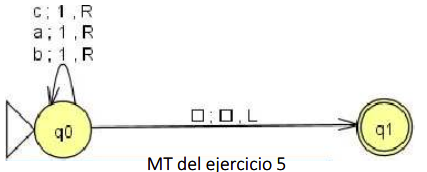 c ; 1 , R
a ; 1 , R
b ; 1 , R
□ ; □ , L
q0
q1
MT del ejercicio 5